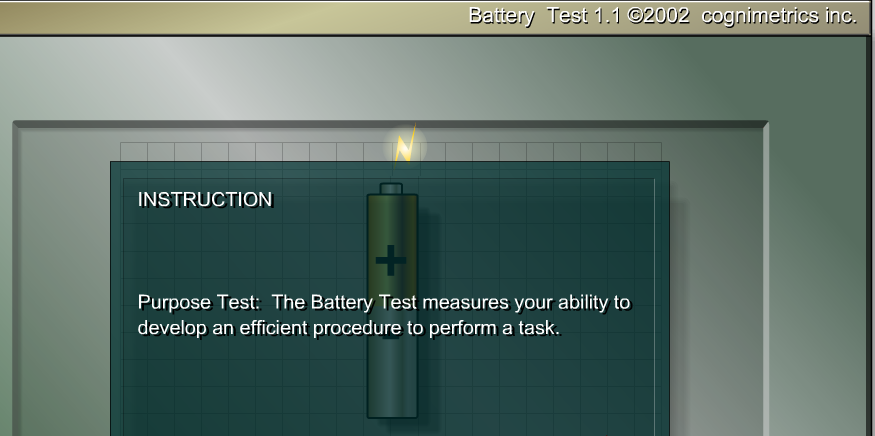 Battery Test 1.1 ©2002 cognimetrics inc.
INSTRUCTION
Purpose Test: The Battery Test measures your ability to
develop an efficient procedure to perform a task.